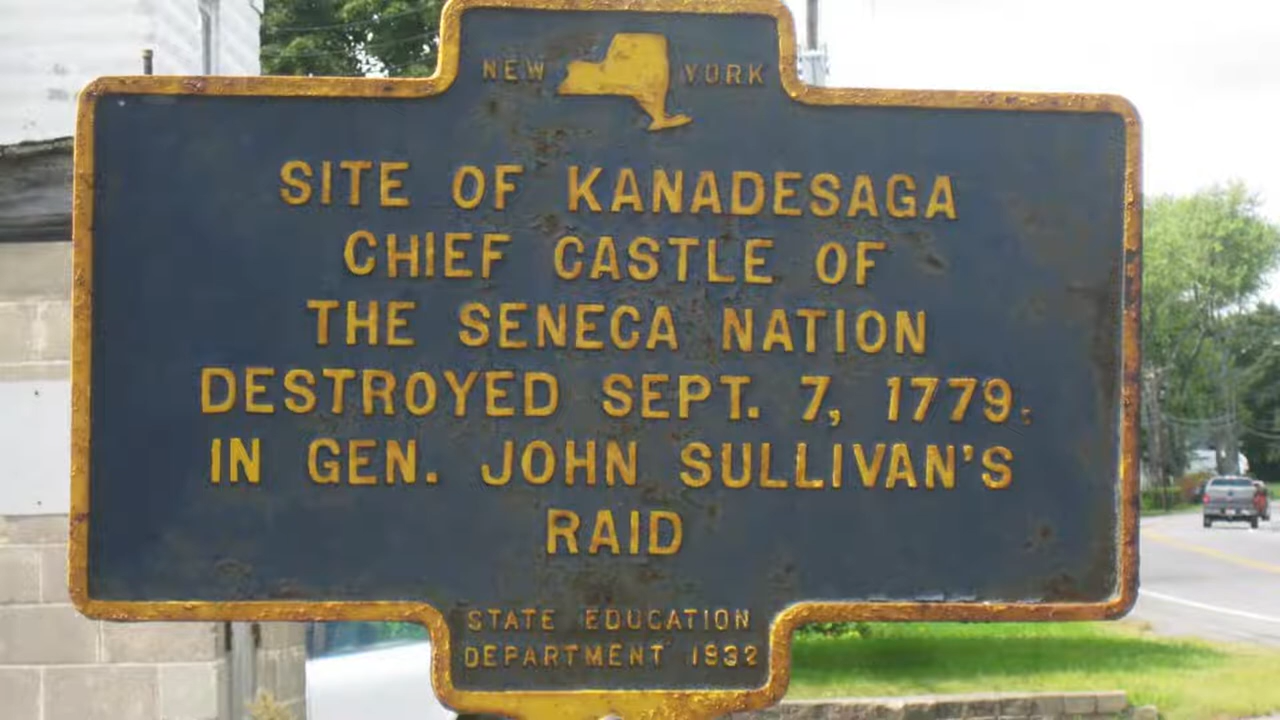 NEW YORK
SITE OF KANADESAGA
CHIEF CASTLE OF
THE SENECA NATION
DESTROYED SEPT. 7, 1779.
IN GEN. JOHN SULLIVAN'S
RAID
STATE EDUCATION
DEPARTMENT 1932